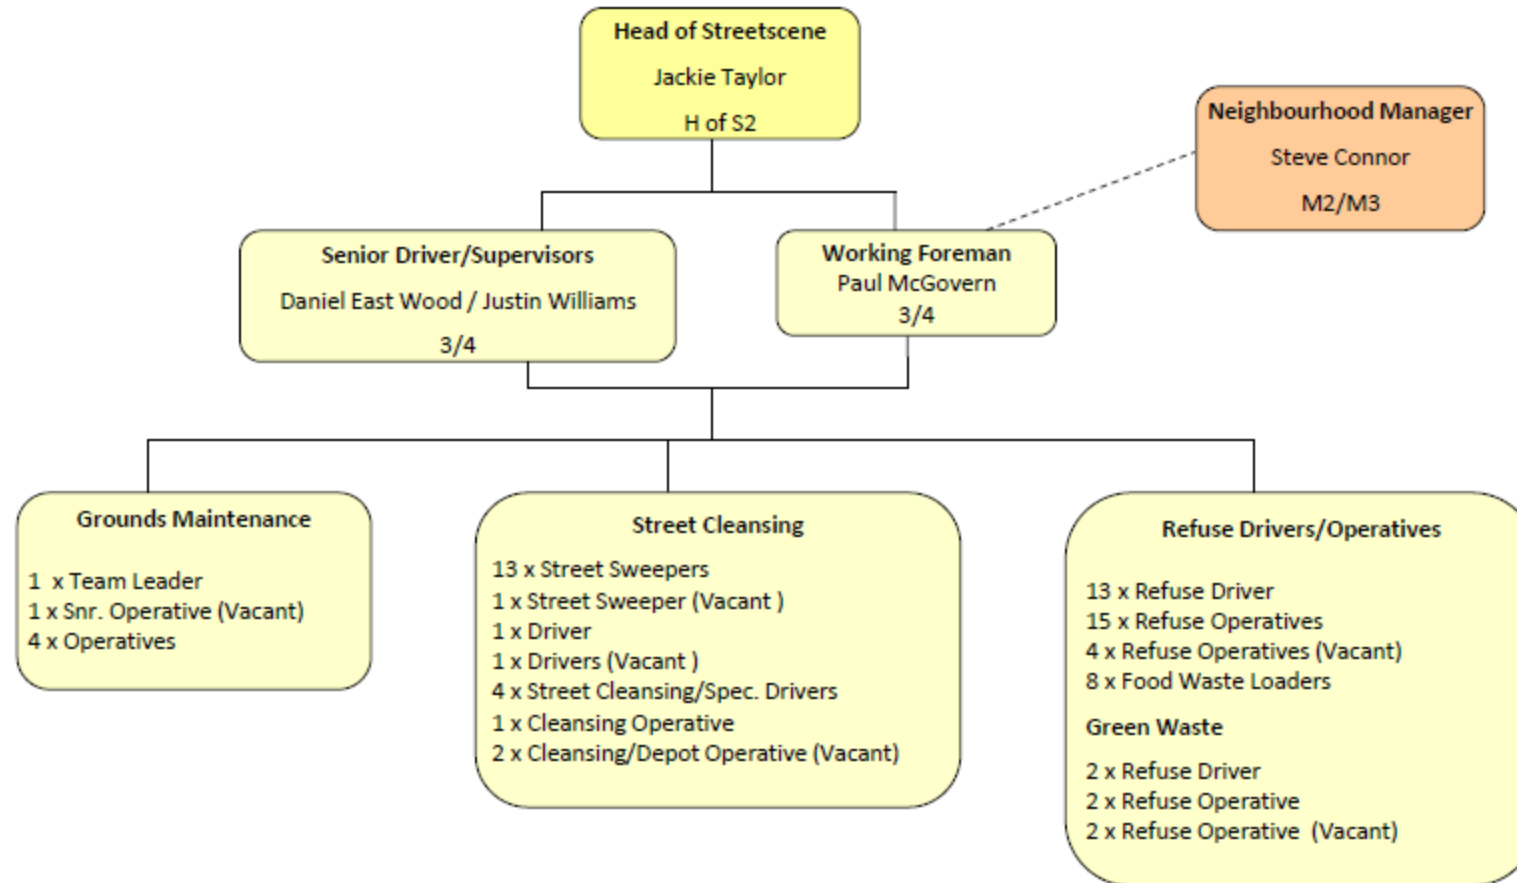 Head of Streetscene
Jackie Taylor
H of S2
Neighbourhood Manager
Steve Connor
M2/M3
Senior Driver/Supervisors
Daniel East Wood / Justin Williams
3/4
Working Foreman
Paul McGovern
3/4
Grounds Maintenance
1 x Team Leader
1 x Snr. Operative (Vacant)
4 x Operatives
Street Cleansing
13 x Street Sweepers
1 x Street Sweeper (Vacant )
1 x Driver
1 x Drivers (Vacant )
4 x Street Cleansing/Spec. Drivers
1 x Cleansing Operative
2 x Cleansing/Depot Operative (Vacant)
Refuse Drivers/Operatives
13 x Refuse Driver
15 x Refuse Operatives
4 x Refuse Operatives (Vacant)
8 x Food Waste Loaders
Green Waste
2 x Refuse Driver
2 x Refuse Operative
2 x Refuse Operative (Vacant)